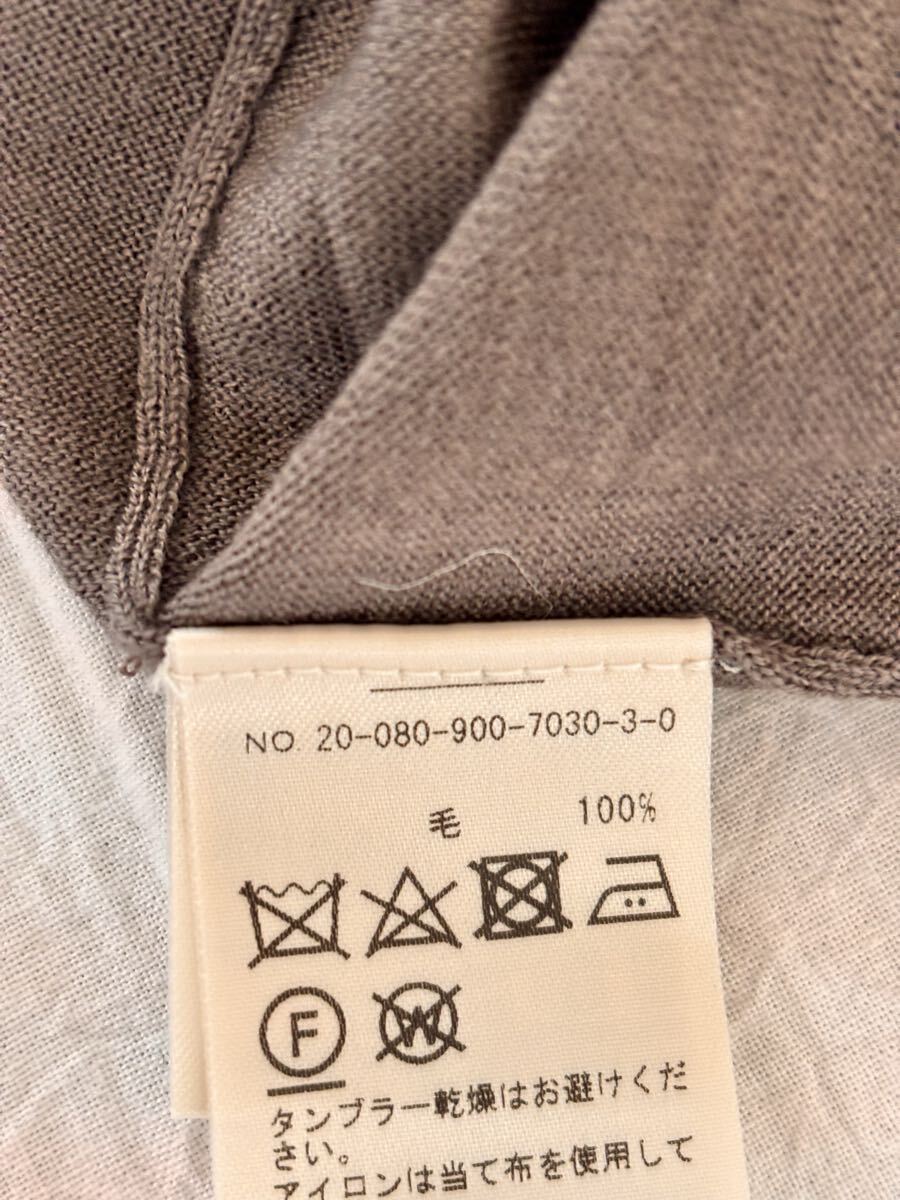 NO. 20-080-900-7030-3-0
毛 100%
F W
タンブラー乾燥はお避けくだ
さい。
アイロンは当て布を使用して